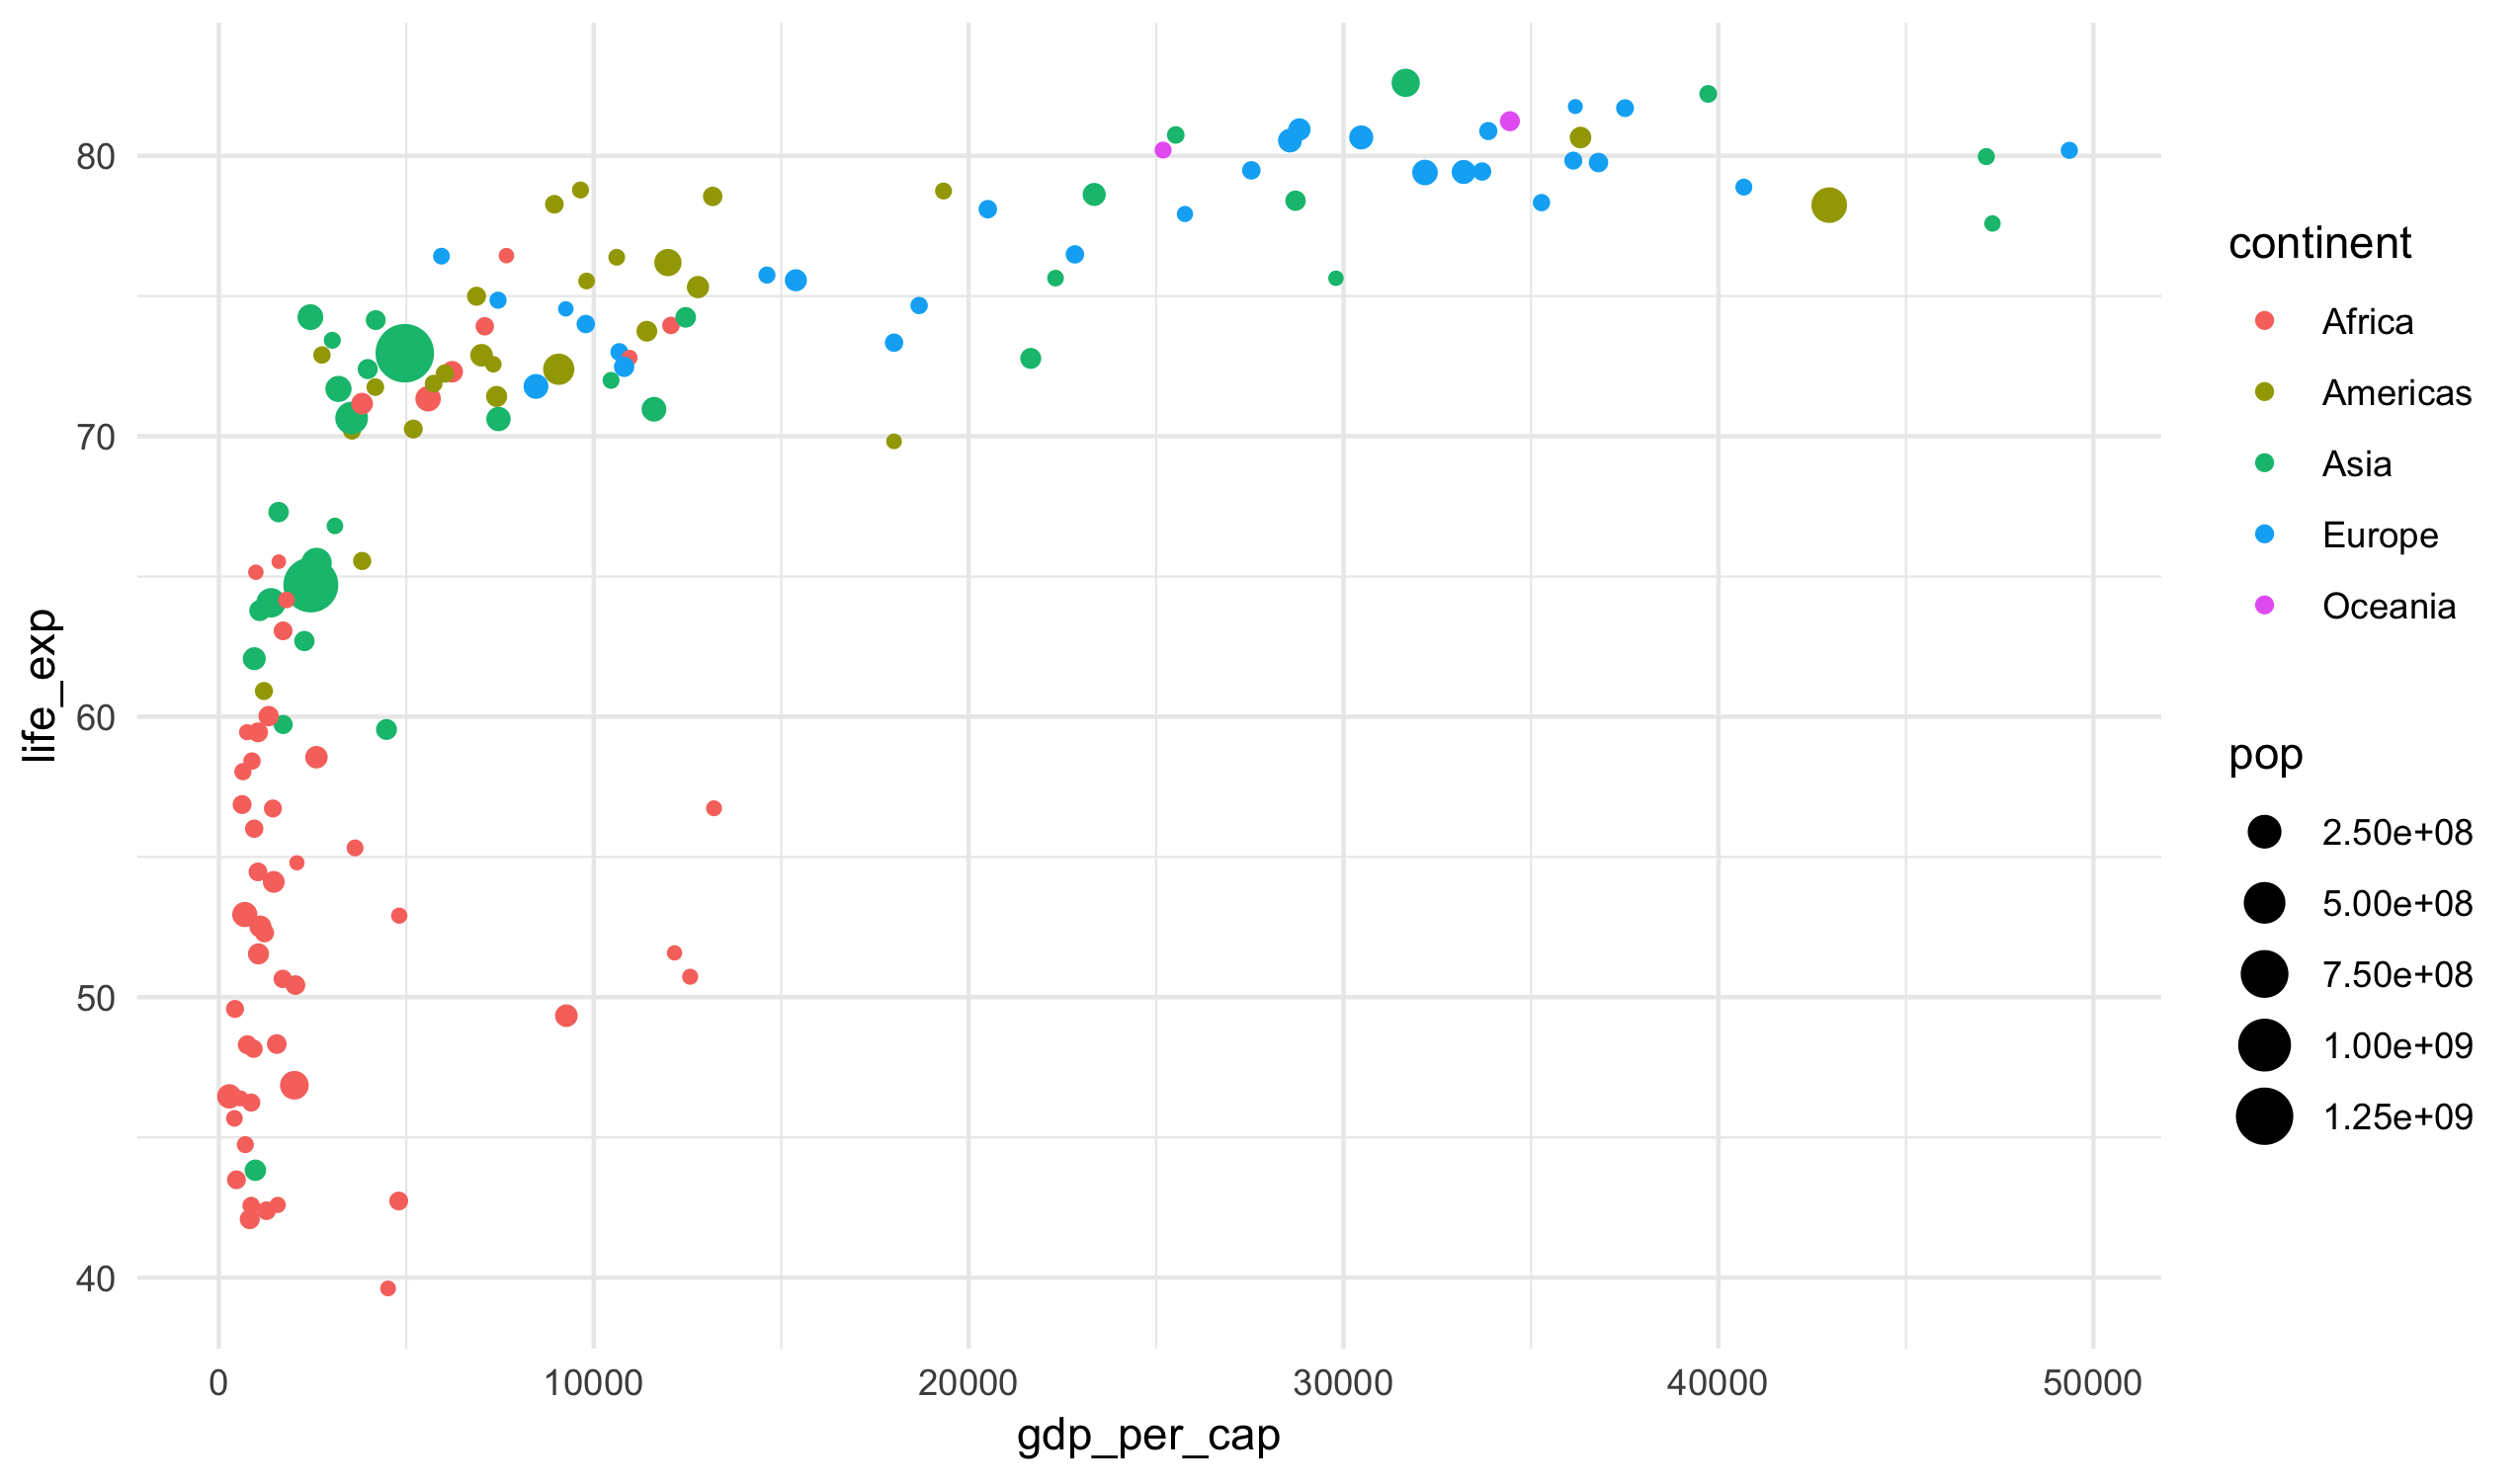 life_exp
80
70
60
50
40
0 10000 20000 30000 40000 50000
gdp_per_cap
continent
Africa
Americas
Asia
Europe
Oceania
pop
2.50e+08
5.00e+08
7.50e+08
1.00e+09
1.25e+09